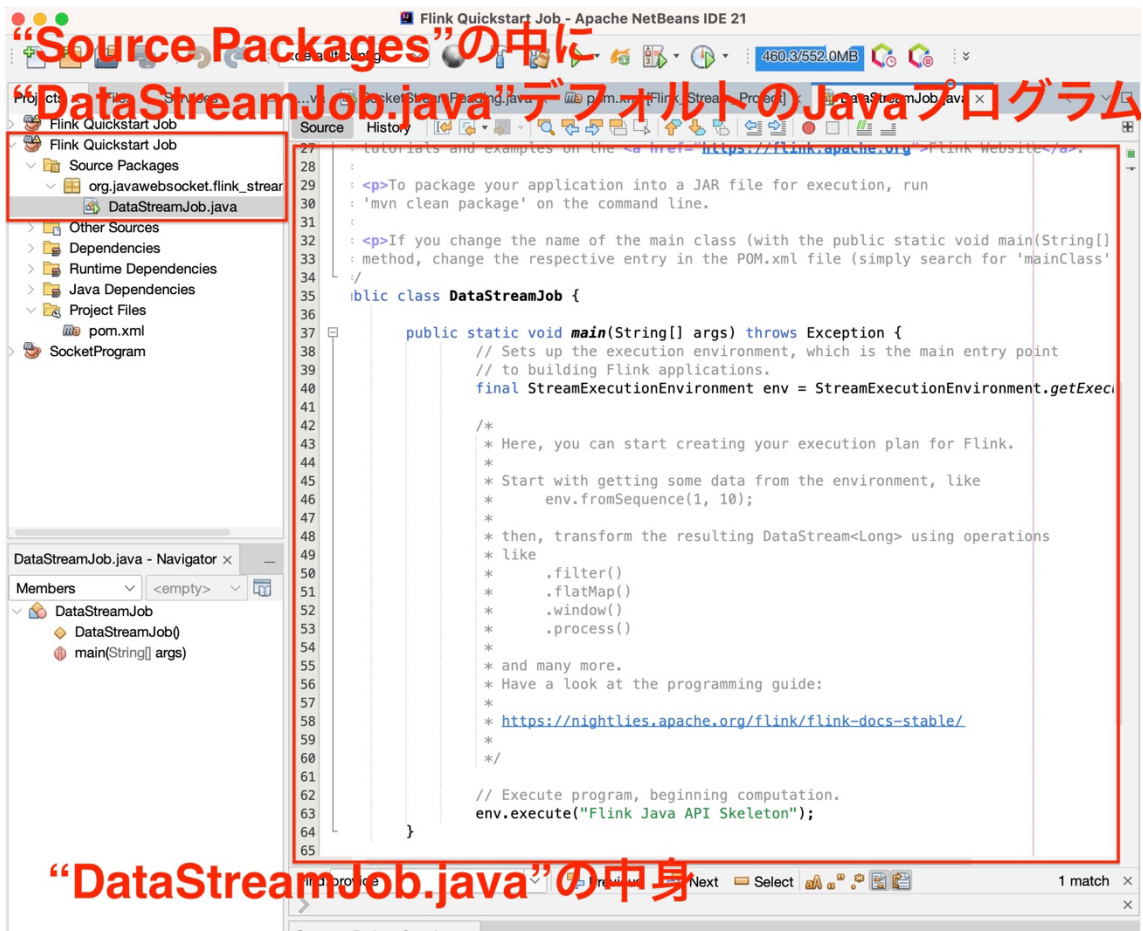 Flink Quickstart Job - Apache NetBeans IDE 21
“Source Packages”の中に
460.3/552.0MB
“DataStreamJob.java”デフォルトのJavaプログラム
Flink Quickstart Job
Flink Quickstart Job
Source Packages
org.javawebsocket.flink_strear
DataStreamJob.java
Other Sources
Dependencies
Runtime Dependencies
Java Dependencies
Project Files
pom.xml
SocketProgram
DataStreamJob.java - Navigator
Members
<empty>
DataStreamJob
DataStreamJob()
main(String[] args)
Source History
27 tutorials and examples on the <a href="https://flink.apache.org">Flink Website</a>.
28
29 <p>To package your application into a JAR file for execution, run
30 'mvn clean package' on the command line.
31
32 <p>If you change the name of the main class (with the public static void main(String[]
33 method, change the respective entry in the POM.xml file (simply search for 'mainClass'
34 */
35 ublic class DataStreamJob {
36
37 public static void main(String[] args) throws Exception {
38 // Sets up the execution environment, which is the main entry point
39 // to building Flink applications.
40 final StreamExecutionEnvironment env = StreamExecutionEnvironment.getExecu
41
42 /*
43 * Here, you can start creating your execution plan for Flink.
44 *
45 * Start with getting some data from the environment, like
46 * env.fromSequence(1, 10);
47 *
48 * then, transform the resulting DataStream<Long> using operations
49 * like
50 * .filter()
51 * .flatMap()
52 * .window()
53 * .process()
54 *
55 * and many more.
56 * Have a look at the programming guide:
57 *
58 * https://nightlies.apache.org/flink/flink-docs-stable/
59 *
60 */
61
62 // Execute program, beginning computation.
63 env.execute("Flink Java API Skeleton");
64 }
65
“DataStreamJob.java”の中身
Next Select 1 match